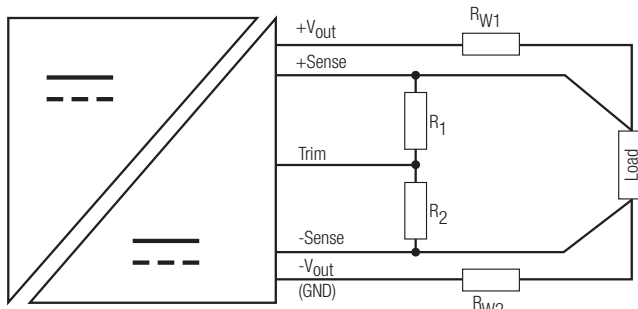 +Vout
RW1
+Sense
R1
Trim
Load
R2
-Sense
-Vout
(GND)
RW2